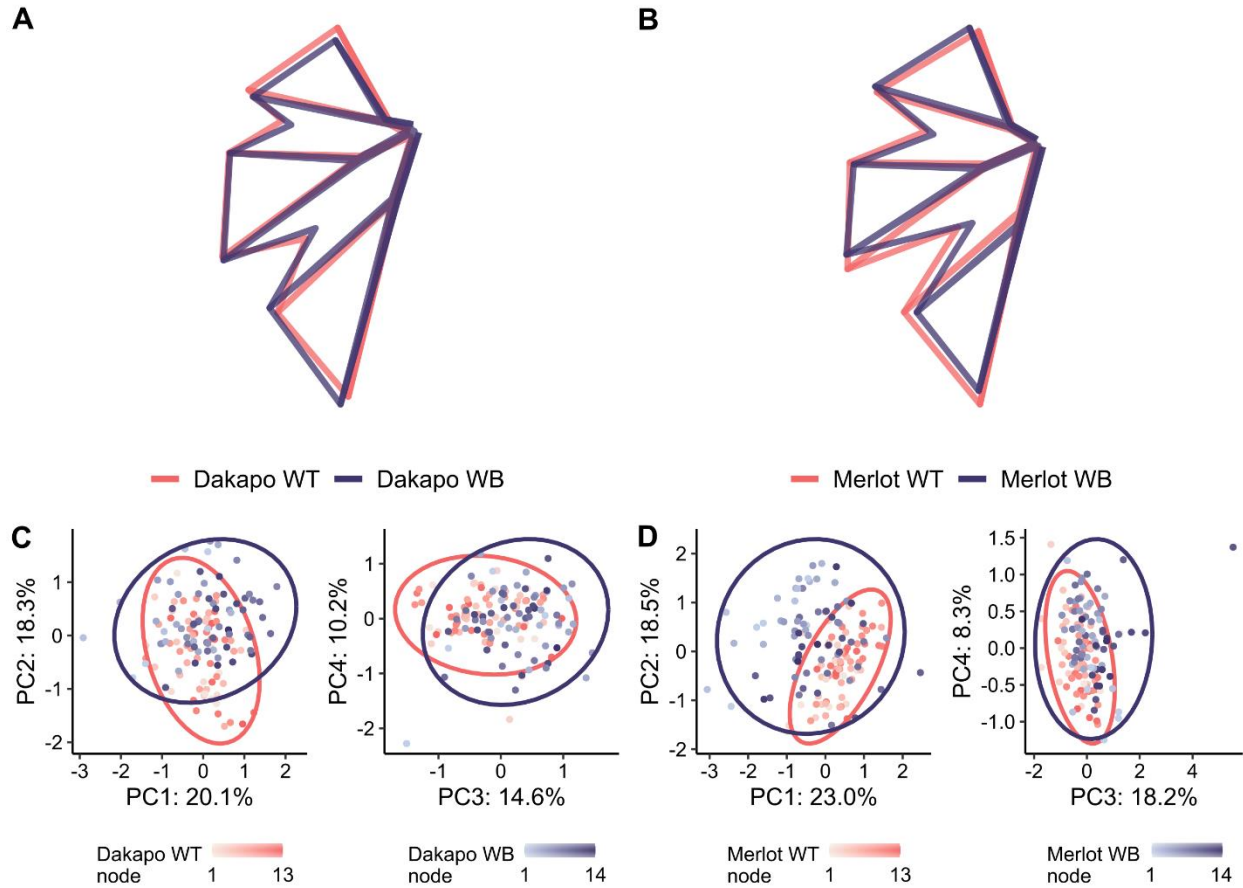 A
B
Dakapo WT Dakapo WB
Merlot WT Merlot WB
C
PC2: 18.3%
1
0
-1
-2
-3 -2 -1 0 1 2
PC1: 20.1%
PC4: 10.2%
1
0
-1
-2
-1 0 1
PC3: 14.6%
D
PC2: 18.5%
2
1
0
-1
-2
-3 -2 -1 0 1 2
PC1: 23.0%
PC4: 8.3%
1.5
1.0
0.5
0.0
-0.5
-1.0
-2 0 2 4
PC3: 18.2%
Dakapo WT
node
1 13
Dakapo WB
node
1 14
Merlot WT
node
1 13
Merlot WB
node
1 14